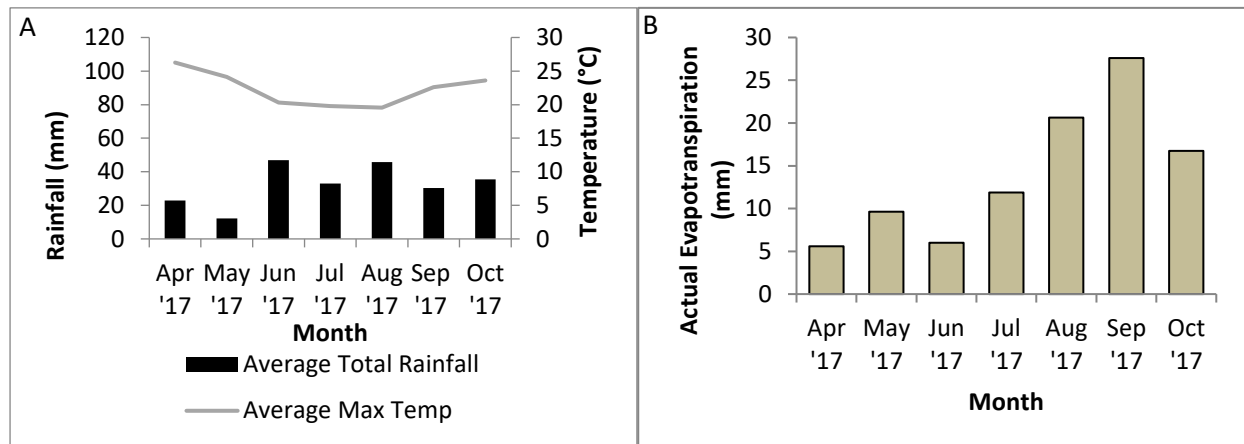 A
Rainfall (mm)
120
100
80
60
40
20
0
Temperature (°C)
30
25
20
15
10
5
0
Apr May Jun Jul Aug Sep Oct
'17 '17 '17 '17 '17 '17 '17
Month
Average Total Rainfall
Average Max Temp
B
Actual Evapotranspiration
(mm)
30
25
20
15
10
5
0
Apr May Jun Jul Aug Sep Oct
'17 '17 '17 '17 '17 '17 '17
Month